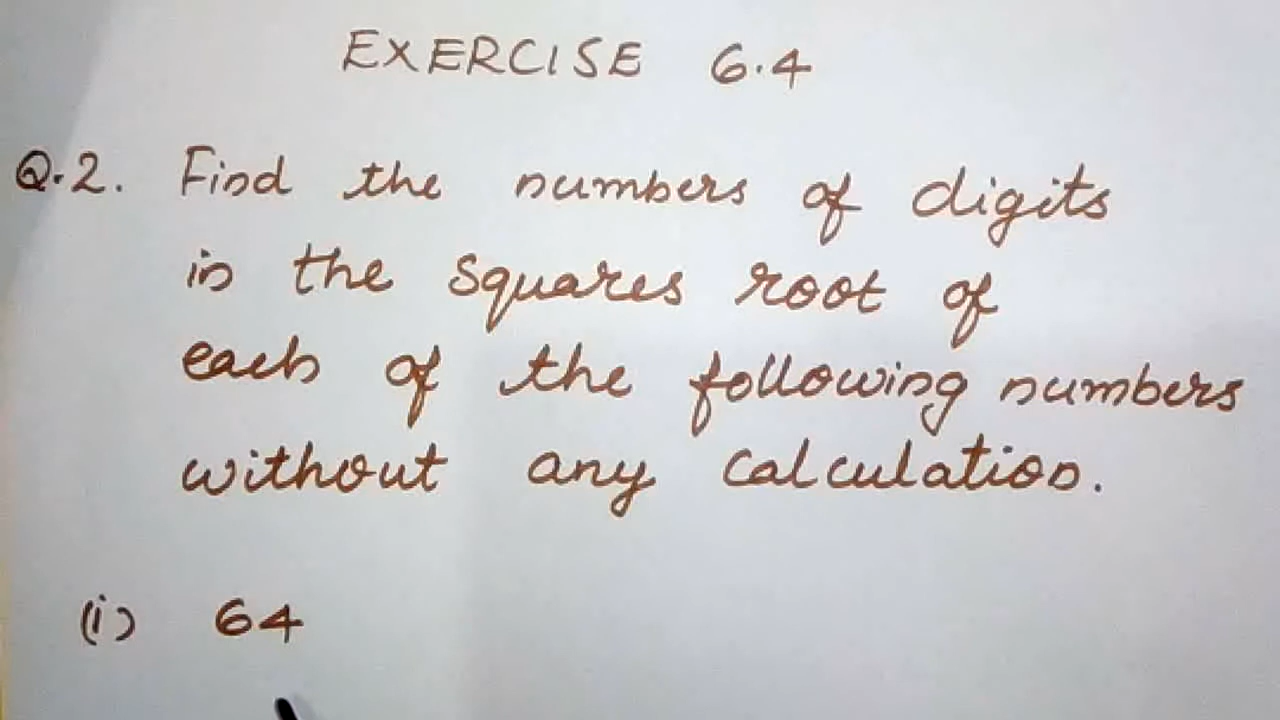 EXERCISE 6.4
Q.2. Find the numbers of digits
in the squares root of
each of the following numbers
without any calculation.
(i) 64